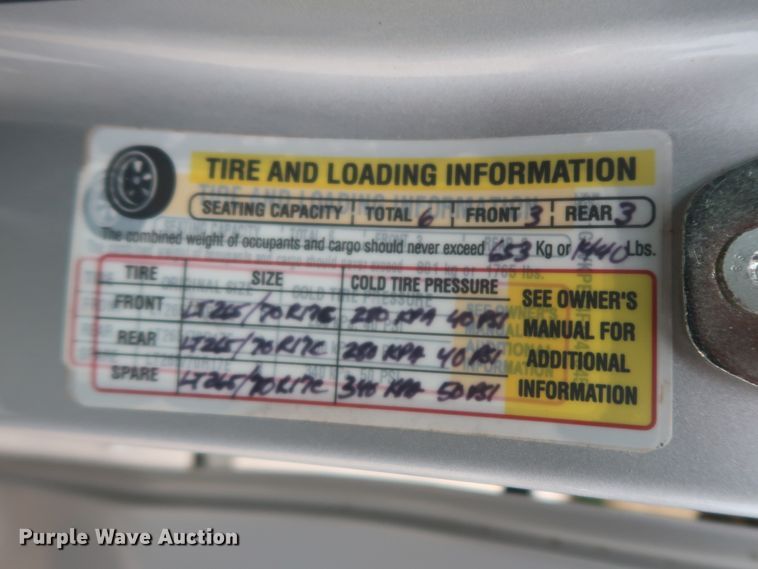 TIRE AND LOADING INFORMATION
SEATING CAPACITY TOTAL 6 FRONT 3 REAR 3
The combined weight of occupants and cargo should never exceed 653 Kg or 1440 Lbs.
TIRE SIZE COLD TIRE PRESSURE
FRONT LT265/70R17C 280 KPA 40 PSI
REAR LT265/70R17C 280 KPA 40 PSI
SPARE LT265/70R17C 340 KPA 50 PSI
SEE OWNER'S
MANUAL FOR
ADDITIONAL
INFORMATION
Purple Wave Auction